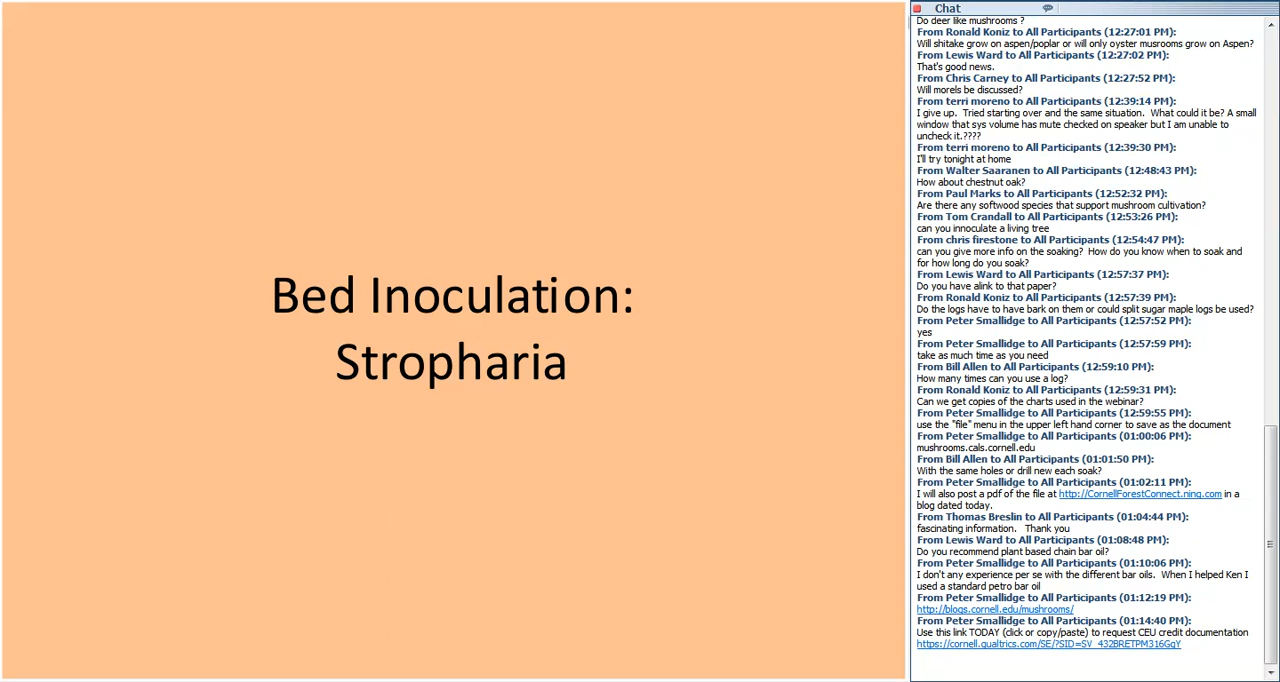 Bed Inoculation:
Stropharia
Chat
Do deer like mushrooms ?
From Ronald Koniz to All Participants (12:27:01 PM):
Will shitake grow on aspen/poplar or will only oyster musrooms grow on Aspen?
From Lewis Ward to All Participants (12:27:02 PM):
That's good news.
From Chris Carney to All Participants (12:27:52 PM):
Will morels be discussed?
From terri moreno to All Participants (12:39:14 PM):
I give up. Tried starting over and the same situation. What could it be? A small
window that sys volume has mute checked on speaker but I am unable to
uncheck it.????
From terri moreno to All Participants (12:39:30 PM):
I'll try tonight at home
From Walter Saaranen to All Participants (12:48:43 PM):
How about chestnut oak?
From Paul Marks to All Participants (12:52:32 PM):
Are there any softwood species that support mushroom cultivation?
From Tom Crandall to All Participants (12:53:26 PM):
can you innoculate a living tree
From chris firestone to All Participants (12:54:47 PM):
can you give more info on the soaking? How do you know when to soak and
for how long do you soak?
From Lewis Ward to All Participants (12:57:37 PM):
Do you have alink to that paper?
From Ronald Koniz to All Participants (12:57:39 PM):
Do the logs have to have bark on them or could split sugar maple logs be used?
From Peter Smallidge to All Participants (12:57:52 PM):
yes
From Peter Smallidge to All Participants (12:57:59 PM):
take as much time as you need
From Bill Allen to All Participants (12:59:10 PM):
How many times can you use a log?
From Ronald Koniz to All Participants (12:59:31 PM):
Can we get copies of the charts used in the webinar?
From Peter Smallidge to All Participants (12:59:55 PM):
use the "file" menu in the upper left hand corner to save as the document
From Peter Smallidge to All Participants (01:00:06 PM):
mushrooms.cals.cornell.edu
From Bill Allen to All Participants (01:01:50 PM):
With the same holes or drill new each soak?
From Peter Smallidge to All Participants (01:02:11 PM):
I will also post a pdf of the file at http://CornellForestConnect.ning.com in a
blog dated today.
From Thomas Breslin to All Participants (01:04:44 PM):
fascinating information. Thank you
From Lewis Ward to All Participants (01:08:48 PM):
Do you recommend plant based chain bar oil?
From Peter Smallidge to All Participants (01:10:06 PM):
I don't any experience per se with the different bar oils. When I helped Ken I
used a standard petro bar oil
From Peter Smallidge to All Participants (01:12:19 PM):
http://blogs.cornell.edu/mushrooms/
From Peter Smallidge to All Participants (01:14:40 PM):
Use this link TODAY (click or copy/paste) to request CEU credit documentation
https://cornell.qualtrics.com/SE/?SID=SV_432BRETPM316GgY